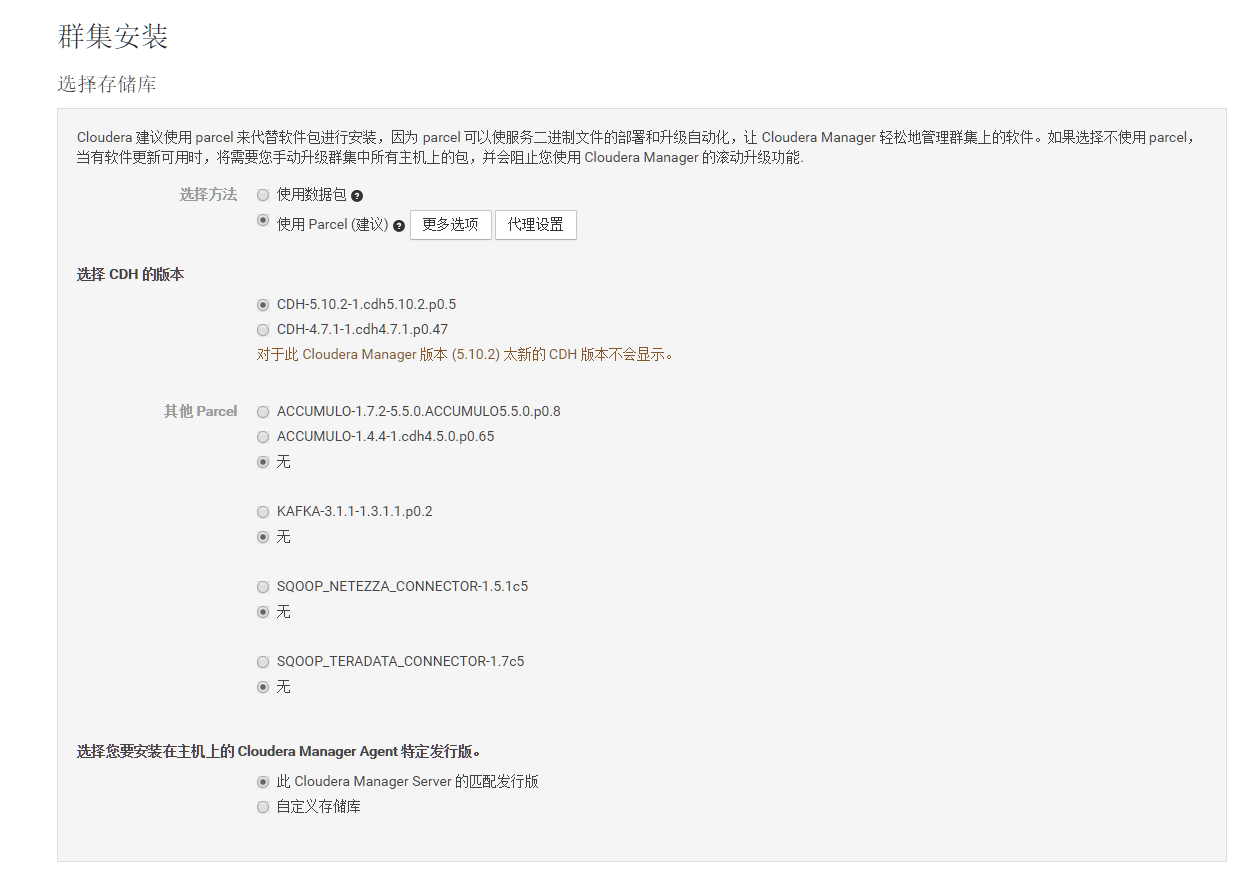 群集安装
选择存储库
Cloudera 建议使用 parcel 来代替软件包进行安装，因为 parcel 可以使服务二进制文件的部署和升级自动化，让 Cloudera Manager 轻松地管理群集上的软件。如果选择不使用 parcel，
当有软件更新可用时，将需要您手动升级群集中所有主机上的包，并会阻止您使用 Cloudera Manager 的滚动升级功能.
选择方法 使用数据包 ?
使用 Parcel (建议) ? 更多选项 代理设置
选择 CDH 的版本
CDH-5.10.2-1.cdh5.10.2.p0.5
CDH-4.7.1-1.cdh4.7.1.p0.47
对于此 Cloudera Manager 版本 (5.10.2) 太新的 CDH 版本不会显示。
其他 Parcel ACCUMULO-1.7.2-5.5.0.ACCUMULO5.5.0.p0.8
ACCUMULO-1.4.4-1.cdh4.5.0.p0.65
无
KAFKA-3.1.1-1.3.1.1.p0.2
无
SQOOP_NETEZZA_CONNECTOR-1.5.1c5
无
SQOOP_TERADATA_CONNECTOR-1.7c5
无
选择您要安装在主机上的 Cloudera Manager Agent 特定发行版。
此 Cloudera Manager Server 的匹配发行版
自定义存储库